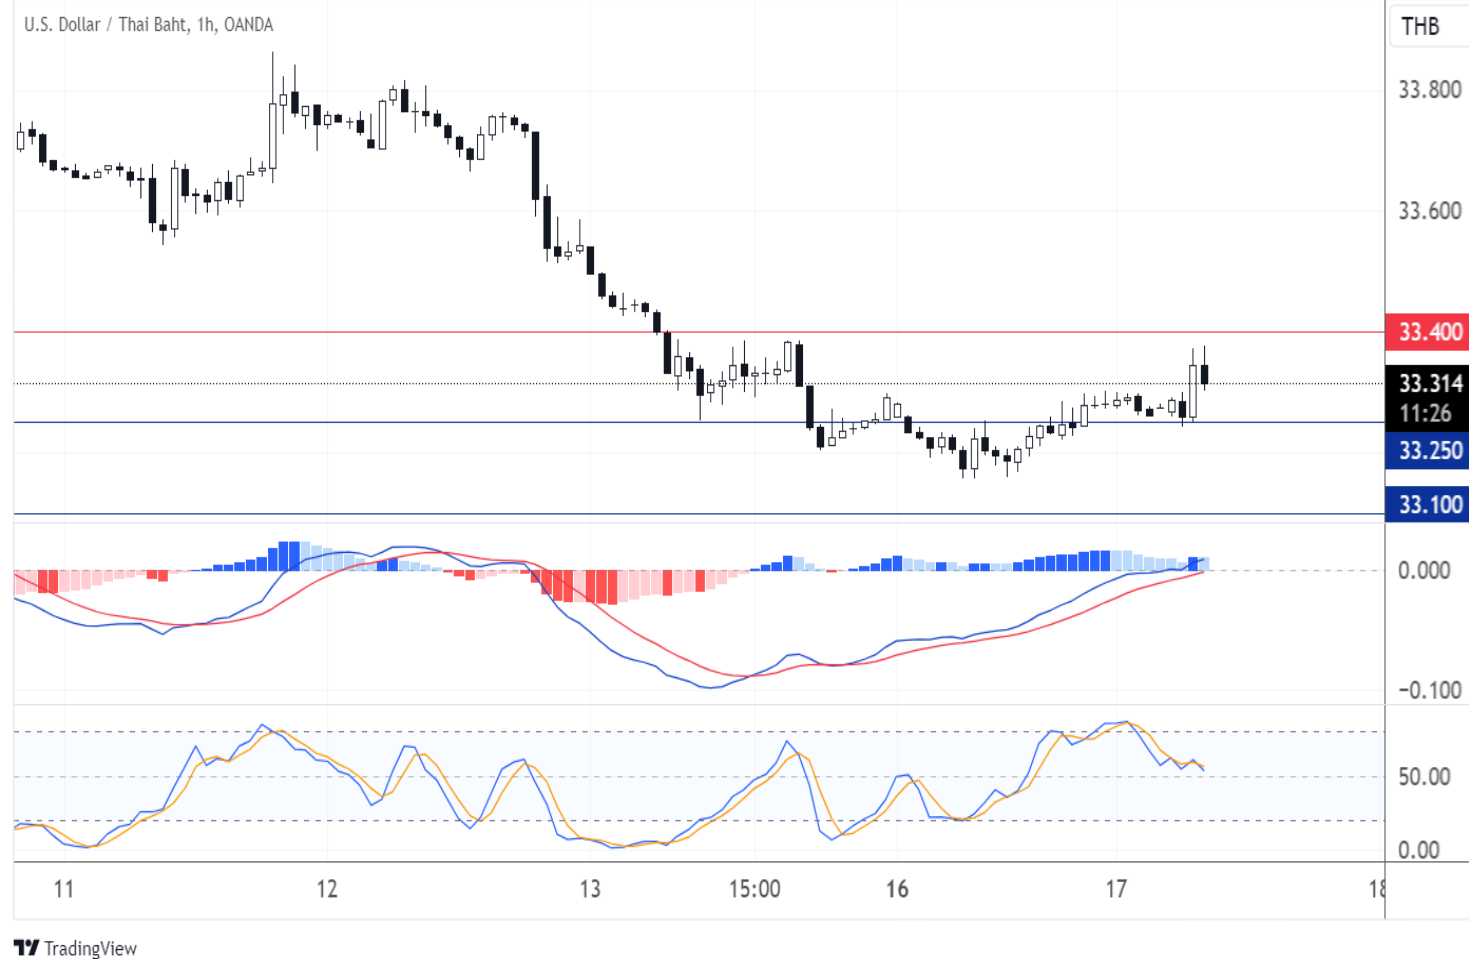 U.S. Dollar / Thai Baht, 1h, OANDA
THB
33.800
33.600
33.400
33.314
11:26
33.250
33.100
0.000
−0.100
50.00
0.00
11 12 13 15:00 16 17 18
TradingView